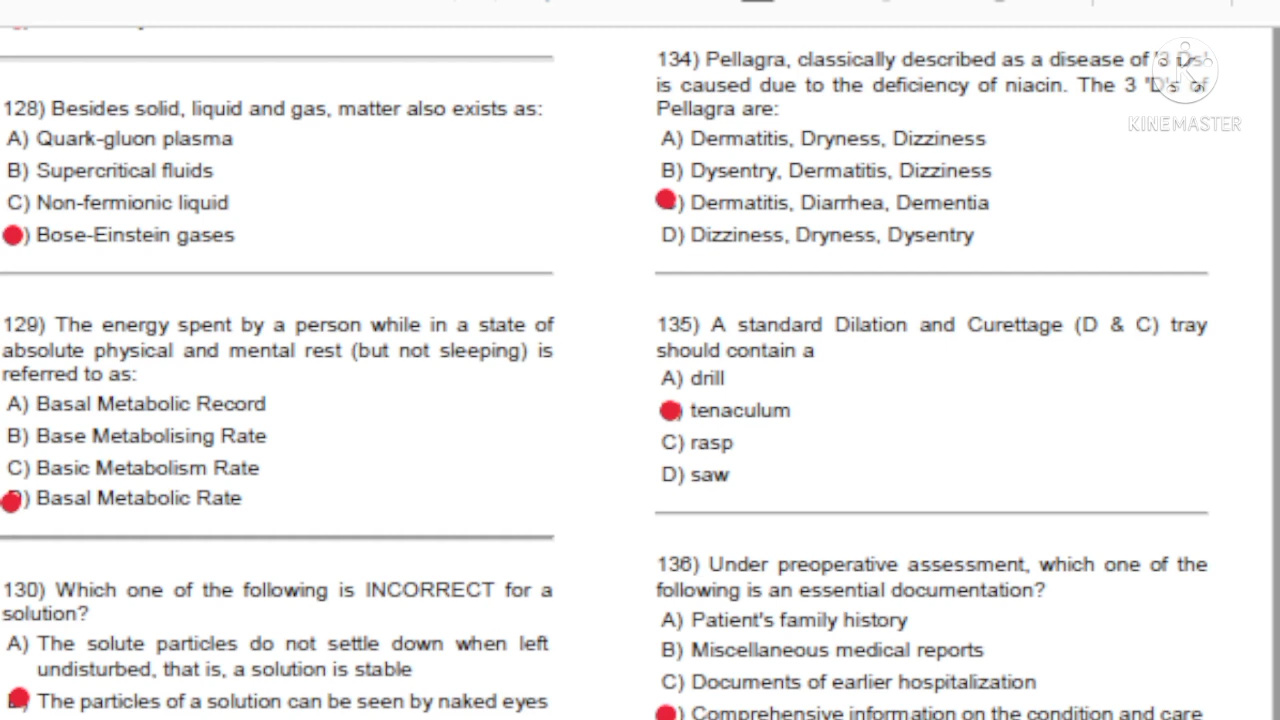 128) Besides solid, liquid and gas, matter also exists as:
A) Quark-gluon plasma
B) Supercritical fluids
C) Non-fermionic liquid
) Bose-Einstein gases
129) The energy spent by a person while in a state of
absolute physical and mental rest (but not sleeping) is
referred to as:
A) Basal Metabolic Record
B) Base Metabolising Rate
C) Basic Metabolism Rate
D) Basal Metabolic Rate
130) Which one of the following is INCORRECT for a
solution?
A) The solute particles do not settle down when left
undisturbed, that is, a solution is stable
The particles of a solution can be seen by naked eyes
134) Pellagra, classically described as a disease of '3 Ds'
is caused due to the deficiency of niacin. The 3 "D's of
Pellagra are:
A) Dermatitis, Dryness, Dizziness
B) Dysentry, Dermatitis, Dizziness
) Dermatitis, Diarrhea, Dementia
D) Dizziness, Dryness, Dysentry
135) A standard Dilation and Curettage (D & C) tray
should contain a
A) drill
) tenaculum
C) rasp
D) saw
136) Under preoperative assessment, which one of the
following is an essential documentation?
A) Patient's family history
B) Miscellaneous medical reports
C) Documents of earlier hospitalization
) Comprehensive information on the condition and care
KINEMASTER